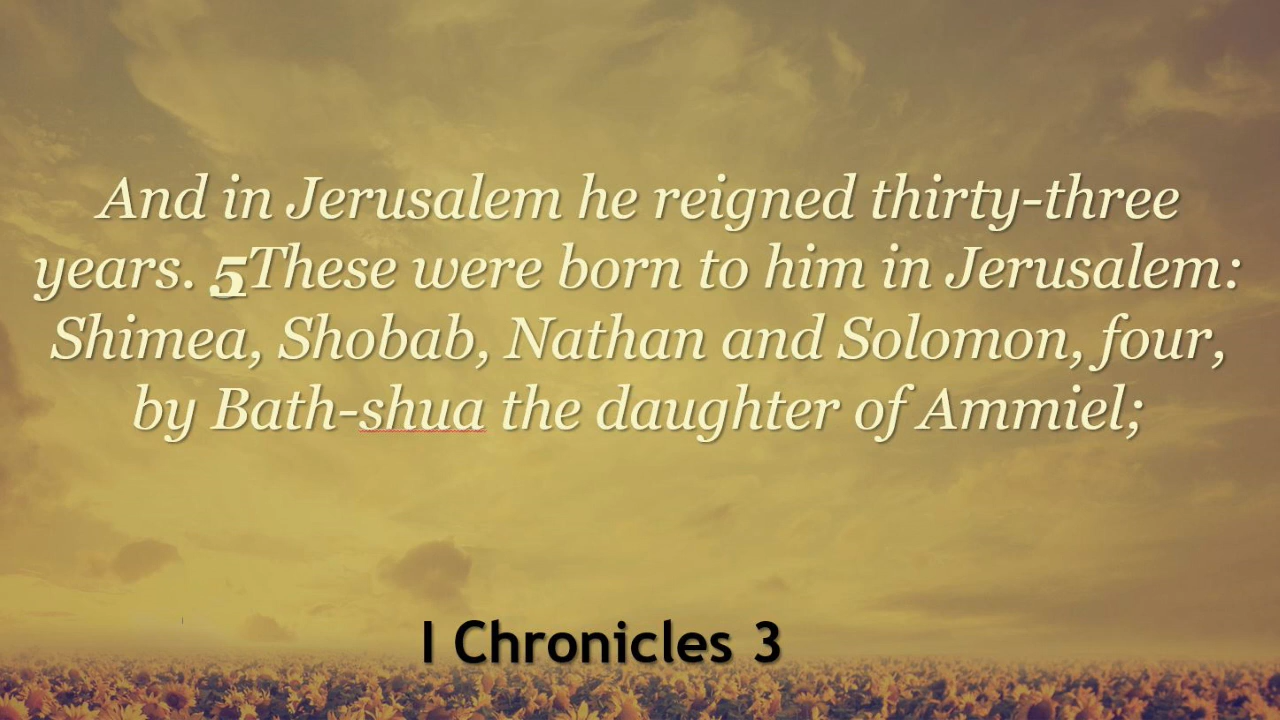 And in Jerusalem he reigned thirty-three
years. 5These were born to him in Jerusalem:
Shimea, Shobab, Nathan and Solomon, four,
by Bath-shua the daughter of Ammiel;
I Chronicles 3